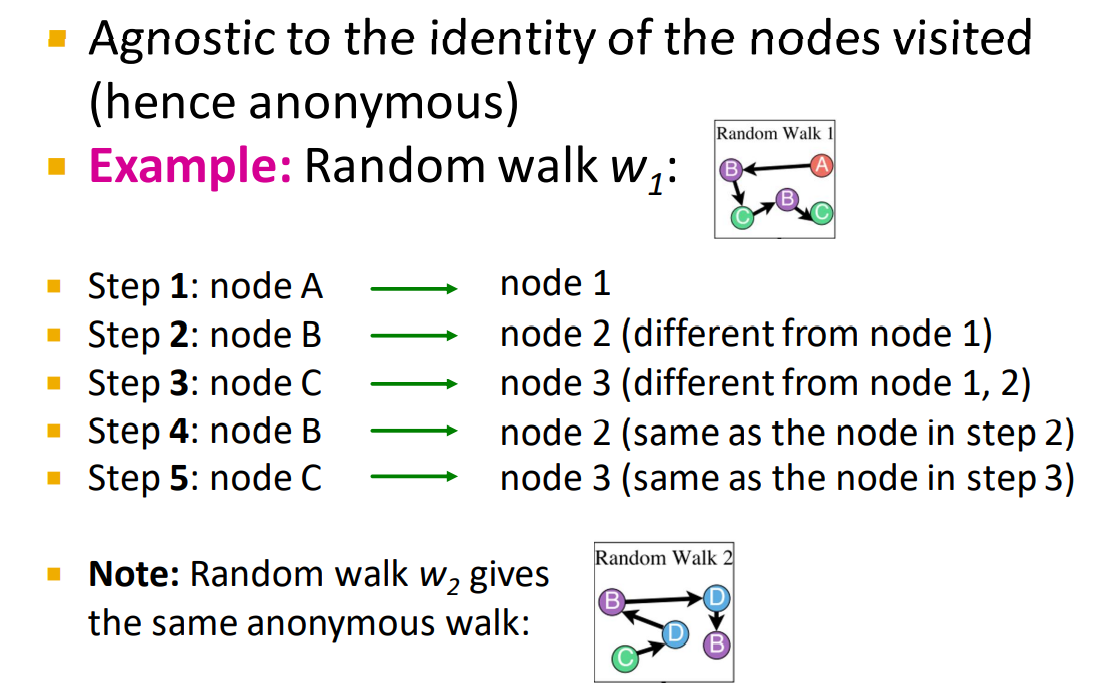 Agnostic to the identity of the nodes visited
(hence anonymous)
Example: Random walk w₁:
Random Walk 1
B A
C B C
Step 1: node A node 1
Step 2: node B node 2 (different from node 1)
Step 3: node C node 3 (different from node 1, 2)
Step 4: node B node 2 (same as the node in step 2)
Step 5: node C node 3 (same as the node in step 3)
Note: Random walk w₂ gives
the same anonymous walk:
Random Walk 2
B D
D B
C